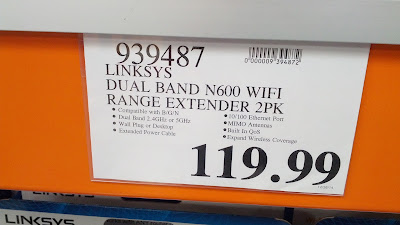 939487
0000009394872
LINKSYS
DUAL BAND N600 WIFI
RANGE EXTENDER 2PK
• Compatible with B/G/N
• Dual Band 2.4GHz or 5GHz
• Wall Plug or Desktop
• Extended Power Cable
• 10/100 Ethernet Port
• MIMO Antennas
• Built In QoS
• Expand Wireless Coverage
119.99
LINKSYS
LINKSYS